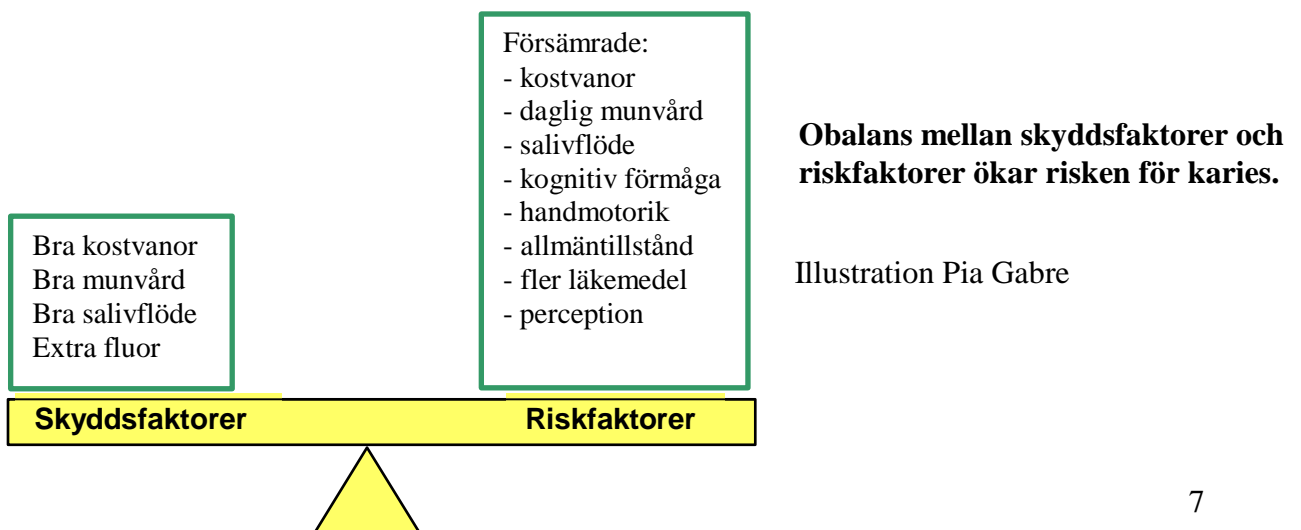 Försämrade:
- kostvanor
- daglig munvård
- salivflöde
- kognitiv förmåga
- handmotorik
- allmäntillstånd
- fler läkemedel
- perception
Obalans mellan skyddsfaktorer och
riskfaktorer ökar risken för karies.
Bra kostvanor
Bra munvård
Bra salivflöde
Extra fluor
Illustration Pia Gabre
Skyddsfaktorer
Riskfaktorer
7